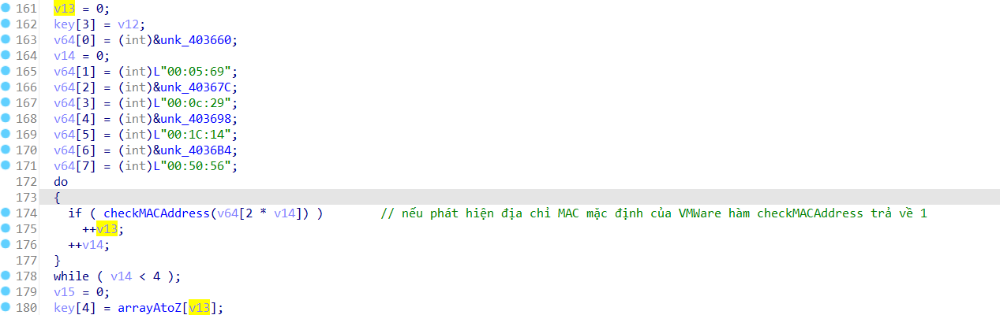 161 v13 = 0;
162 key[3] = v12;
163 v64[0] = (int)&unk_403660;
164 v14 = 0;
165 v64[1] = (int)L"00:05:69";
166 v64[2] = (int)&unk_40367C;
167 v64[3] = (int)L"00:0c:29";
168 v64[4] = (int)&unk_403698;
169 v64[5] = (int)L"00:1C:14";
170 v64[6] = (int)&unk_4036B4;
171 v64[7] = (int)L"00:50:56";
172 do
173 {
174 if ( checkMACAddress(v64[2 * v14]) ) // nếu phát hiện địa chỉ MAC mặc định của VMWare hàm checkMACAddress trả về 1
175 ++v13;
176 ++v14;
177 }
178 while ( v14 < 4 );
179 v15 = 0;
180 key[4] = arrayAtoZ[v13];